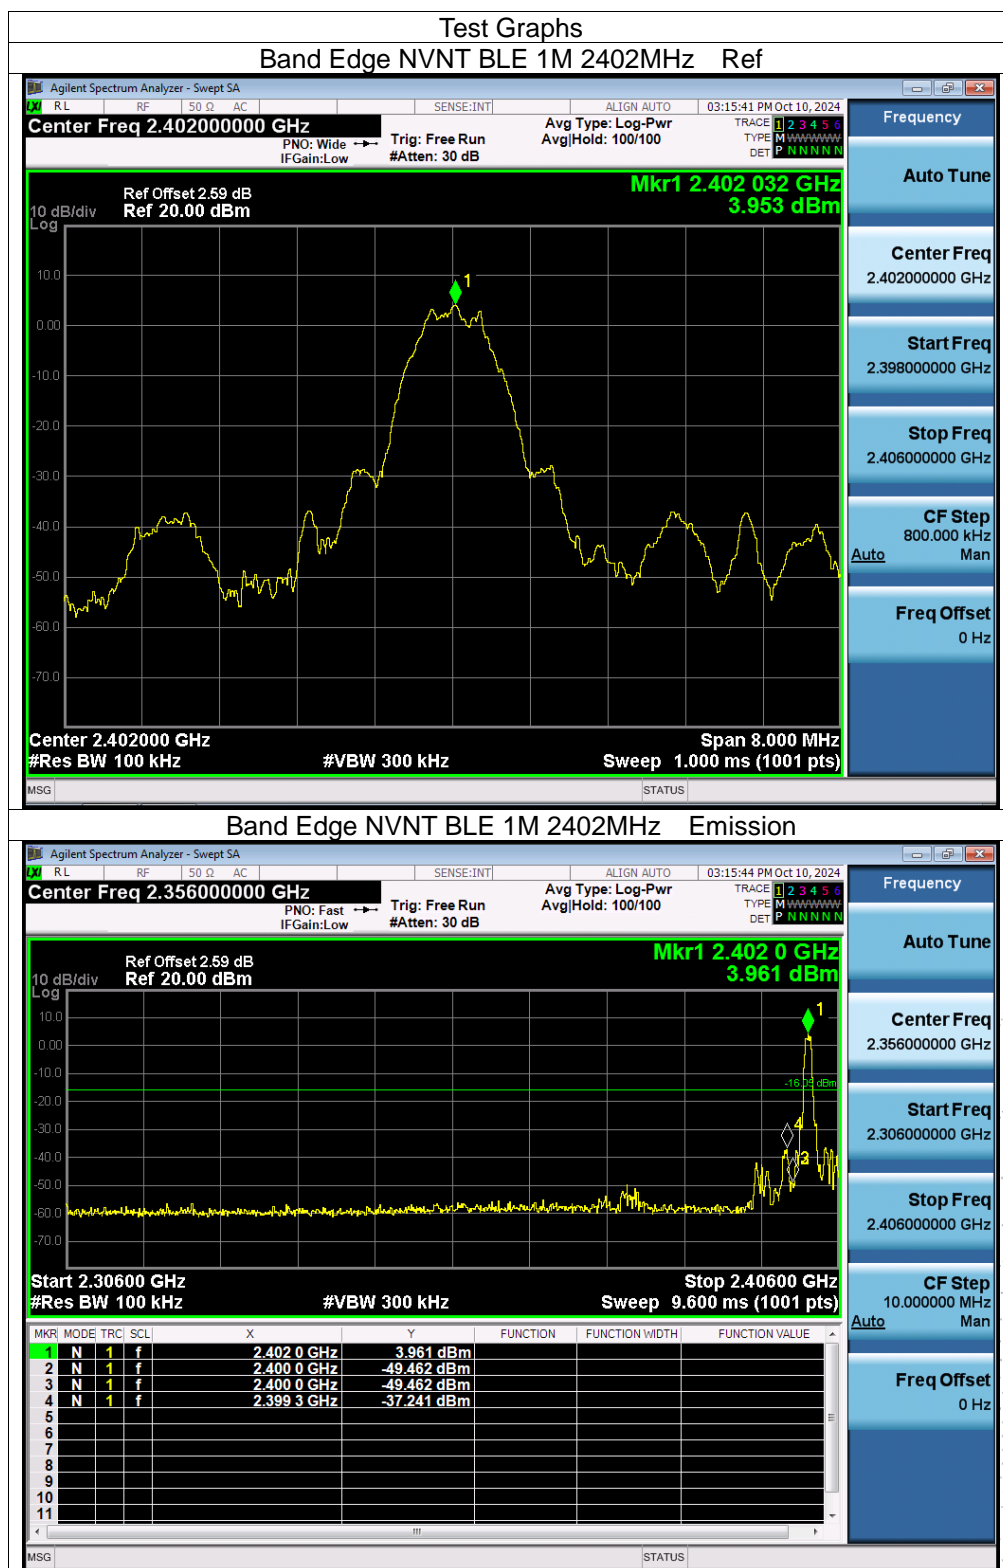 Test Graphs
Band Edge NVNT BLE 1M 2402MHz Ref
Agilent Spectrum Analyzer - Swept SA
LXI RL RF 50 Ω AC SENSE:INT ALIGN AUTO 03:15:41 PM Oct 10, 2024
Center Freq 2.402000000 GHz
PNO: Wide
IFGain:Low
Trig: Free Run
#Atten: 30 dB
Avg Type: Log-Pwr
Avg|Hold: 100/100
TRACE 1 2 3 4 5 6
TYPE M WWWWW
DET P N N N N N
Mkr1 2.402 032 GHz
3.953 dBm
Ref Offset 2.59 dB
10 dB/div Ref 20.00 dBm
Log
10.0
0.00
-10.0
-20.0
-30.0
-40.0
-50.0
-60.0
-70.0
1
Center 2.402000 GHz Span 8.000 MHz
#Res BW 100 kHz #VBW 300 kHz Sweep 1.000 ms (1001 pts)
MSG STATUS
Frequency
Auto Tune
Center Freq
2.402000000 GHz
Start Freq
2.398000000 GHz
Stop Freq
2.406000000 GHz
CF Step
800.000 kHz
Auto Man
Freq Offset
0 Hz
Band Edge NVNT BLE 1M 2402MHz Emission
Agilent Spectrum Analyzer - Swept SA
LXI RL RF 50 Ω AC SENSE:INT ALIGN AUTO 03:15:44 PM Oct 10, 2024
Center Freq 2.356000000 GHz
PNO: Fast
IFGain:Low
Trig: Free Run
#Atten: 30 dB
Avg Type: Log-Pwr
Avg|Hold: 100/100
TRACE 1 2 3 4 5 6
TYPE M WWWWW
DET P N N N N N
Mkr1 2.402 0 GHz
3.961 dBm
Ref Offset 2.59 dB
10 dB/div Ref 20.00 dBm
Log
10.0
0.00
-10.0
-20.0
-30.0
-40.0
-50.0
-60.0
-70.0
1
-16.05 dBm
4
Start 2.30600 GHz Stop 2.40600 GHz
#Res BW 100 kHz #VBW 300 kHz Sweep 9.600 ms (1001 pts)
MKR MODE TRC SCL X Y FUNCTION FUNCTION WIDTH FUNCTION VALUE
1 N 1 f 2.402 0 GHz 3.961 dBm
2 N 1 f 2.400 0 GHz -49.462 dBm
3 N 1 f 2.400 0 GHz -49.462 dBm
4 N 1 f 2.399 3 GHz -37.241 dBm
5
6
7
8
9
10
11
MSG STATUS
Frequency
Auto Tune
Center Freq
2.356000000 GHz
Start Freq
2.306000000 GHz
Stop Freq
2.406000000 GHz
CF Step
10.000000 MHz
Auto Man
Freq Offset
0 Hz